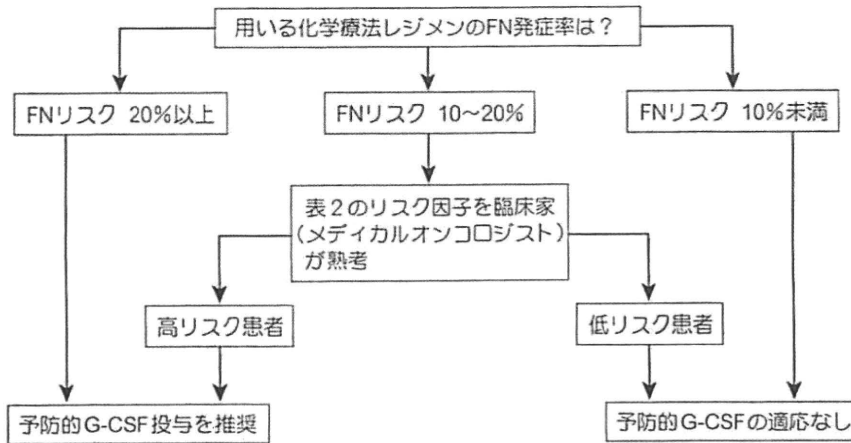 用いる化学療法レジメンのFN発症率は？
FNリスク 20%以上
FNリスク 10〜20%
FNリスク 10%未満
表2のリスク因子を臨床家
（メディカルオンコロジスト）
が熟考
高リスク患者
低リスク患者
予防的G-CSF投与を推奨
予防的G-CSFの適応なし